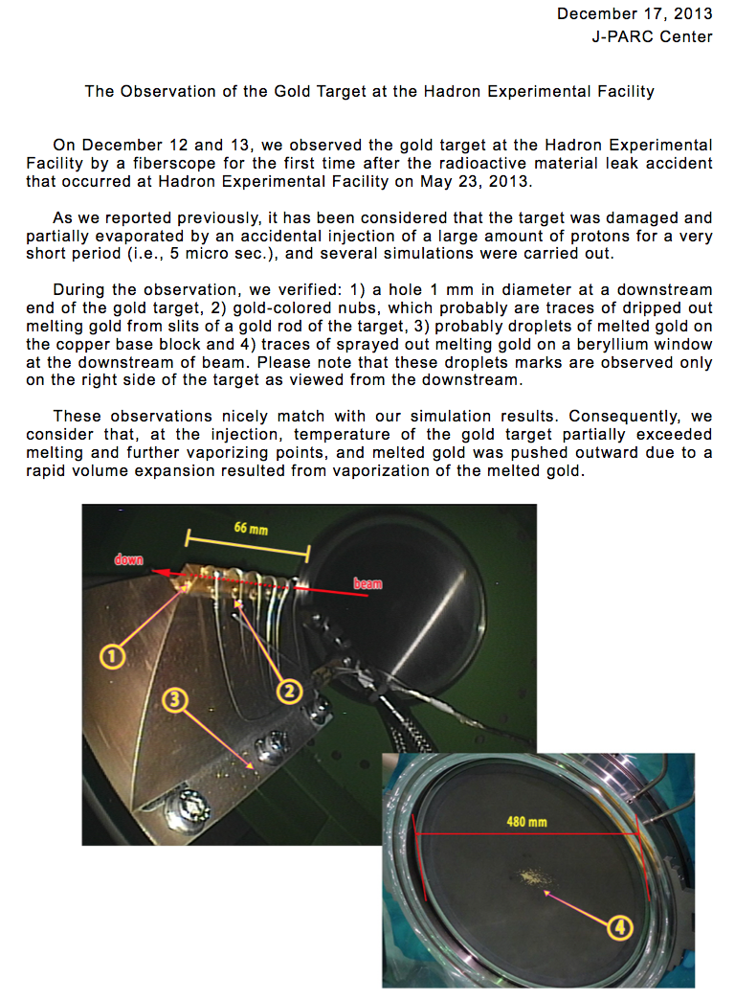 December 17, 2013
J-PARC Center
The Observation of the Gold Target at the Hadron Experimental Facility
On December 12 and 13, we observed the gold target at the Hadron Experimental
Facility by a fiberscope for the first time after the radioactive material leak accident
that occurred at Hadron Experimental Facility on May 23, 2013.
As we reported previously, it has been considered that the target was damaged and
partially evaporated by an accidental injection of a large amount of protons for a very
short period (i.e., 5 micro sec.), and several simulations were carried out.
During the observation, we verified: 1) a hole 1 mm in diameter at a downstream
end of the gold target, 2) gold-colored nubs, which probably are traces of dripped out
melting gold from slits of a gold rod of the target, 3) probably droplets of melted gold on
the copper base block and 4) traces of sprayed out melting gold on a beryllium window
at the downstream of beam. Please note that these droplets marks are observed only
on the right side of the target as viewed from the downstream.
These observations nicely match with our simulation results. Consequently, we
consider that, at the injection, temperature of the gold target partially exceeded
melting and further vaporizing points, and melted gold was pushed outward due to a
rapid volume expansion resulted from vaporization of the melted gold.
66 mm
down
beam
1
2
3
480 mm
4